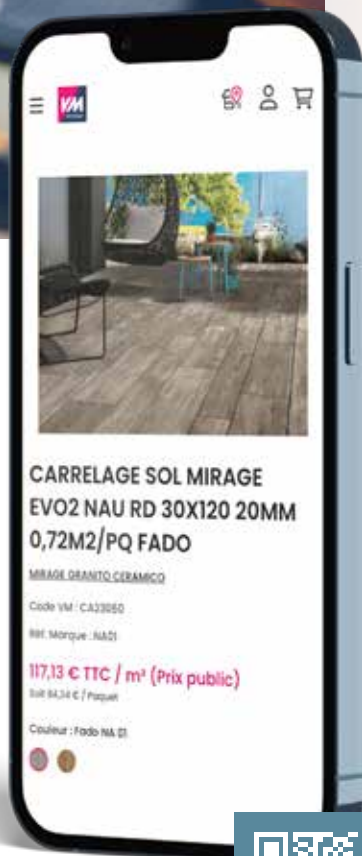 VM
CARRELAGE SOL MIRAGE
EVO2 NAU RD 30X120 20MM
0,72M2/PQ FADO
MIRAGE GRANITO CERAMICO
Code VM : CA33050
Réf. Marque : NA01
117,13 € TTC / m² (Prix public)
Soit 84,34 € / Paquet
Couleur : Fado NA 01